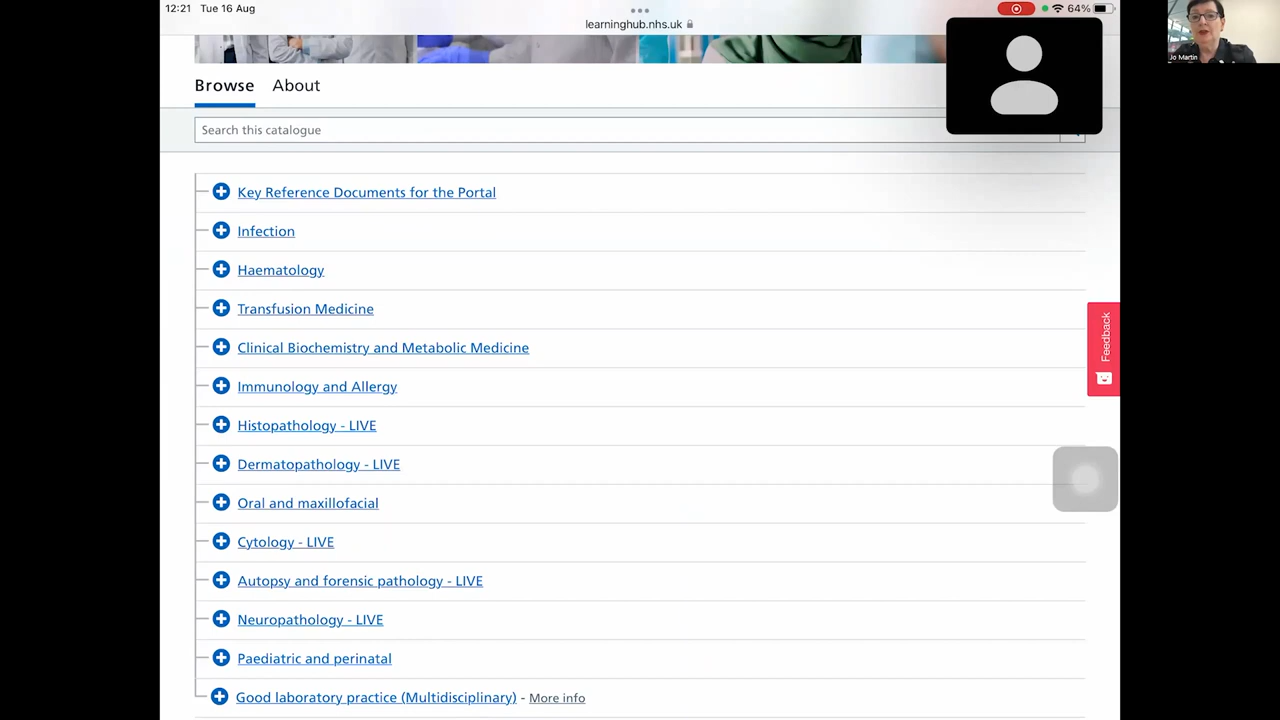 12:21 Tue 16 Aug
64%
learninghub.nhs.uk
Jo Martin
Browse About
Search this catalogue
Key Reference Documents for the Portal
Infection
Haematology
Transfusion Medicine
Clinical Biochemistry and Metabolic Medicine
Immunology and Allergy
Histopathology - LIVE
Dermatopathology - LIVE
Oral and maxillofacial
Cytology - LIVE
Autopsy and forensic pathology - LIVE
Neuropathology - LIVE
Paediatric and perinatal
Good laboratory practice (Multidisciplinary) - More info
Feedback